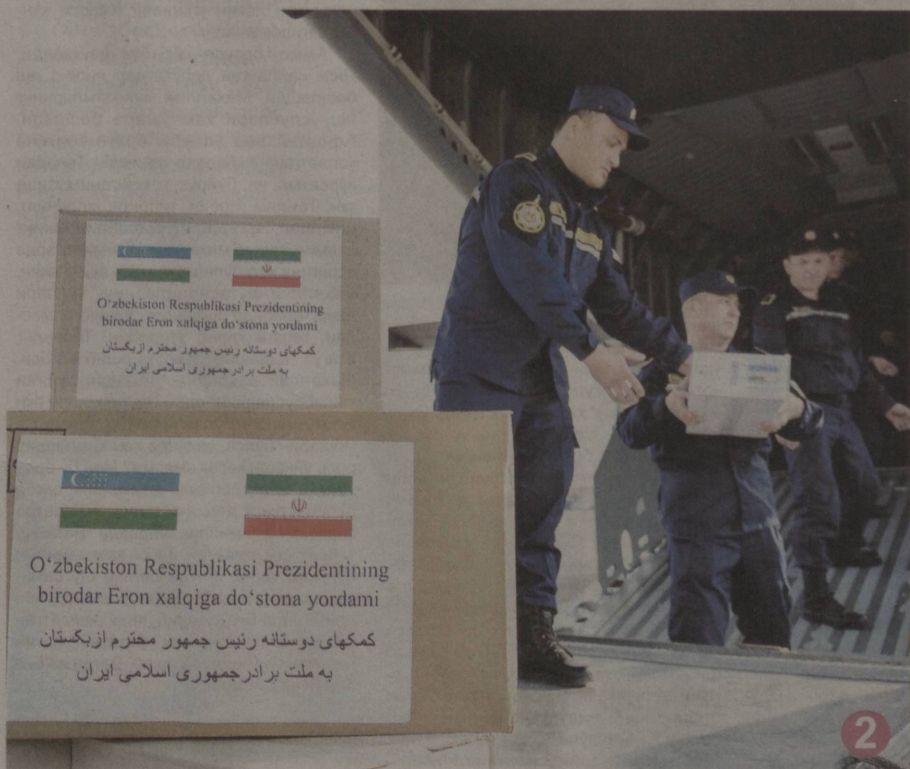 O‘zbekiston Respublikasi Prezidentining
birodar Eron xalqiga do‘stona yordami
کمکهای دوستانه رئیس جمهور محترم ازبکستان
به ملت برادرجمهوری اسلامی ایران
O‘zbekiston Respublikasi Prezidentining
birodar Eron xalqiga do‘stona yordami
کمکهای دوستانه رئیس جمهور محترم ازبکستان
به ملت برادرجمهوری اسلامی ایران
2